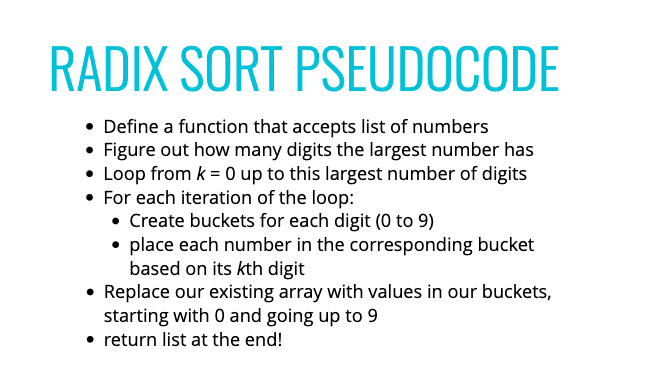 RADIX SORT PSEUDOCODE
• Define a function that accepts list of numbers
• Figure out how many digits the largest number has
• Loop from k = 0 up to this largest number of digits
• For each iteration of the loop:
• Create buckets for each digit (0 to 9)
• place each number in the corresponding bucket
based on its kth digit
• Replace our existing array with values in our buckets,
starting with 0 and going up to 9
• return list at the end!